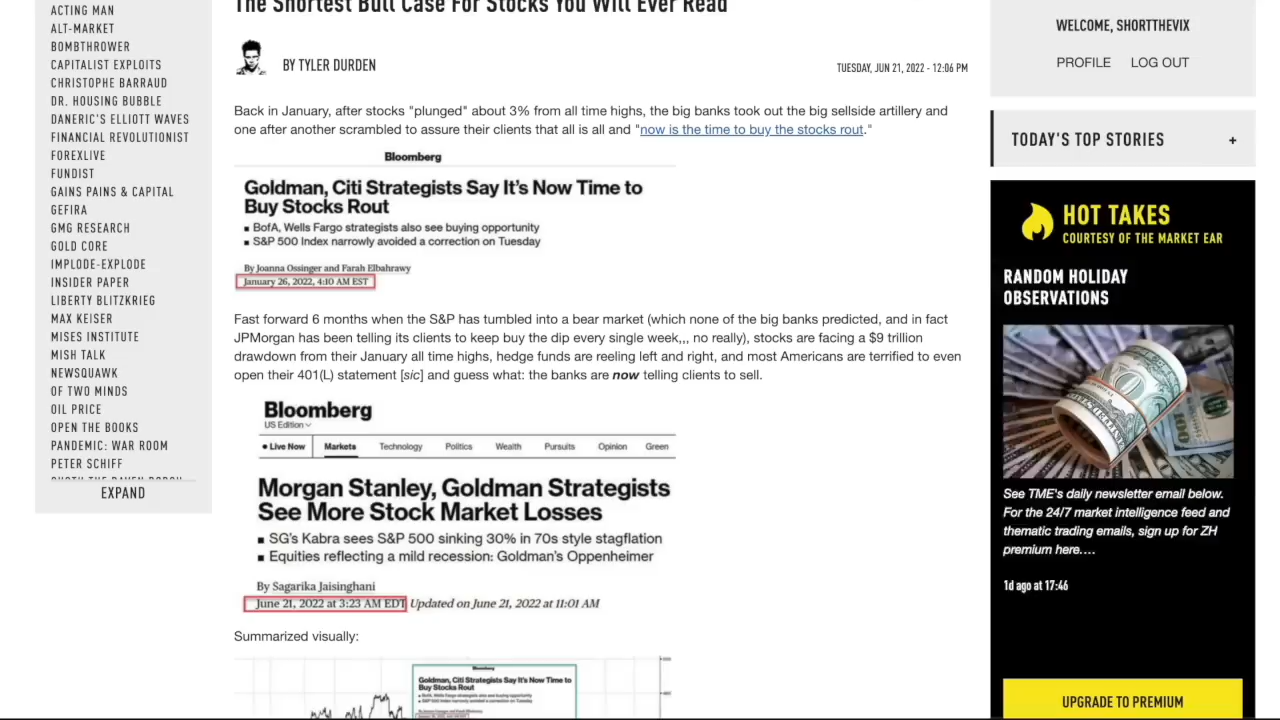 The Shortest Bull Case For Stocks You Will Ever Read
ACTING MAN
ALT-MARKET
BOMBTHROWER
CAPITALIST EXPLOITS
CHRISTOPHE BARRAUD
DR. HOUSING BUBBLE
DANERIC'S ELLIOTT WAVES
FINANCIAL REVOLUTIONIST
FOREXLIVE
FUNDIST
GAINS PAINS & CAPITAL
GEFIRA
GMG RESEARCH
GOLD CORE
IMPLODE-EXPLODE
INSIDER PAPER
LIBERTY BLITZKRIEG
MAX KEISER
MISES INSTITUTE
MISH TALK
NEWSQUAWK
OF TWO MINDS
OIL PRICE
OPEN THE BOOKS
PANDEMIC: WAR ROOM
PETER SCHIFF
EXPAND
BY TYLER DURDEN
TUESDAY, JUN 21, 2022 - 12:06 PM
Back in January, after stocks "plunged" about 3% from all time highs, the big banks took out the big sellside artillery and
one after another scrambled to assure their clients that all is all and "now is the time to buy the stocks rout."
Bloomberg
Goldman, Citi Strategists Say It's Now Time to
Buy Stocks Rout
▪ BofA, Wells Fargo strategists also see buying opportunity
▪ S&P 500 Index narrowly avoided a correction on Tuesday
By Joanna Ossinger and Farah Elbahrawy
January 26, 2022, 4:10 AM EST
Fast forward 6 months when the S&P has tumbled into a bear market (which none of the big banks predicted, and in fact
JPMorgan has been telling its clients to keep buy the dip every single week,,, no really), stocks are facing a $9 trillion
drawdown from their January all time highs, hedge funds are reeling left and right, and most Americans are terrified to even
open their 401(L) statement [sic] and guess what: the banks are now telling clients to sell.
Bloomberg
US Edition
• Live Now Markets Technology Politics Wealth Pursuits Opinion Green
Morgan Stanley, Goldman Strategists
See More Stock Market Losses
▪ SG's Kabra sees S&P 500 sinking 30% in 70s style stagflation
▪ Equities reflecting a mild recession: Goldman's Oppenheimer
By Sagarika Jaisinghani
June 21, 2022 at 3:23 AM EDT Updated on June 21, 2022 at 11:01 AM
Summarized visually:
Bloomberg
Goldman, Citi Strategists Say It's Now Time to
Buy Stocks Rout
WELCOME, SHORTTHEVIX
PROFILE LOG OUT
TODAY'S TOP STORIES +
HOT TAKES
COURTESY OF THE MARKET EAR
RANDOM HOLIDAY
OBSERVATIONS
See TME's daily newsletter email below.
For the 24/7 market intelligence feed and
thematic trading emails, sign up for ZH
premium here....
1d ago at 17:46
UPGRADE TO PREMIUM